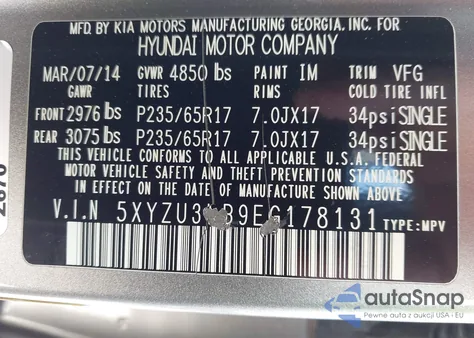 MFD. BY KIA MOTORS MANUFACTURING GEORGIA, INC. FOR
HYUNDAI MOTOR COMPANY
MAR/07/14 GVWR 4850 lbs PAINT IM TRIM VFG
GAWR TIRES RIMS COLD TIRE INFL
FRONT 2976 lbs P235/65R17 7.0JX17 34psi SINGLE
REAR 3075 lbs P235/65R17 7.0JX17 34psi SINGLE
THIS VEHICLE CONFORMS TO ALL APPLICABLE U.S.A. FEDERAL
MOTOR VEHICLE SAFETY, BUMPER, AND THEFT PREVENTION
STANDARDS IN EFFECT ON THE DATE OF MANUFACTURE SHOWN ABOVE.
V.I.N TYPE: MPV
autoSnap
Pewne auta z aukcji USA i EU